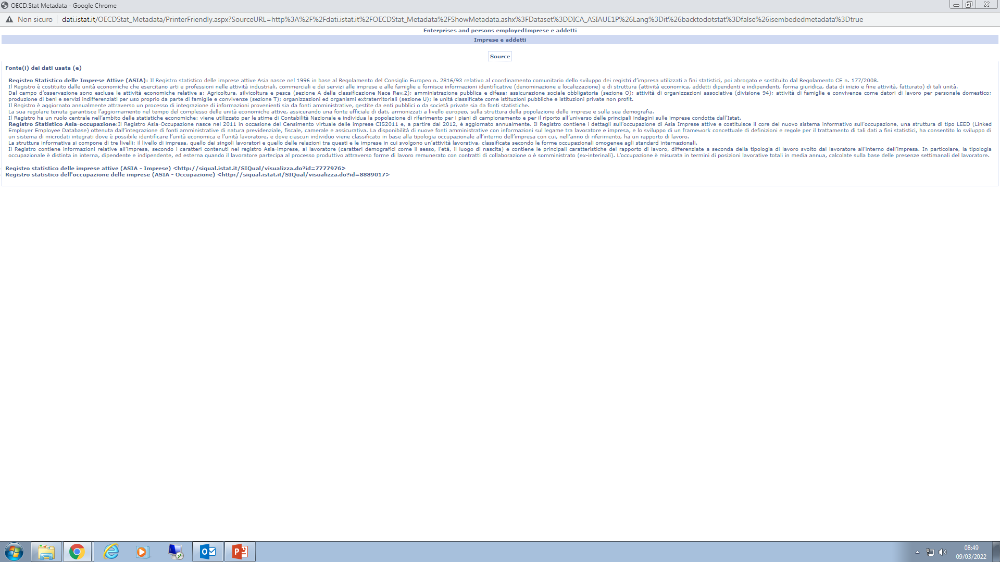 OECD.Stat Metadata - Google Chrome
Non sicuro | dati.istat.it/OECDStat_Metadata/PrinterFriendly.aspx?SourceURL=http%3A%2F%2Fdati.istat.it%2FOECDStat_Metadata%2FShowMetadata.ashx%3FDataset%3DDICA_ASIAUE1P%26Lang%3Dit%26backtodotstat%3Dfalse%26isembededmetadata%3Dtrue
Enterprises and persons employedImprese e addetti
Imprese e addetti
Source
Fonte(i) dei dati usata (e)
Registro Statistico delle Imprese Attive (ASIA): Il Registro statistico delle imprese attive Asia nasce nel 1996 in base al Regolamento del Consiglio Europeo n. 2816/93 relativo al coordinamento comunitario dello sviluppo dei registri d’impresa utilizzati a fini statistici, poi abrogato e sostituito dal Regolamento CE n. 177/2008.
Il Registro è costituito dalle unità economiche che esercitano arti e professioni nelle attività industriali, commerciali e dei servizi alle imprese e alle famiglie e fornisce informazioni identificative (denominazione e localizzazione) e di struttura (attività economica, addetti dipendenti e indipendenti, forma giuridica, data di inizio e fine attività, fatturato) di tali unità.
Dal campo d’osservazione sono escluse le attività economiche relative a: Agricoltura, silvicoltura e pesca (sezione A della classificazione Nace Rev.2); amministrazione pubblica e difesa; assicurazione sociale obbligatoria (sezione O); attività di organizzazioni associative (divisione 94); attività di famiglie e convivenze come datori di lavoro per personale domestico;
produzione di beni e servizi indifferenziati per uso proprio da parte di famiglie e convivenze (sezione T); organizzazioni ed organismi extraterritoriali (sezione U); le unità classificate come istituzioni pubbliche e istituzioni private non profit.
Il Registro è aggiornato annualmente attraverso un processo di integrazione di informazioni provenienti sia da fonti amministrative, gestite da enti pubblici o da società private sia da fonti statistiche.
La sua regolare tenuta garantisce l’aggiornamento nel tempo del complesso delle unità economiche attive, assicurando una fonte ufficiale di dati, armonizzati a livello europeo, sulla struttura della popolazione delle imprese e sulla sua demografia.
Il Registro ha un ruolo centrale nell’ambito delle statistiche economiche: viene utilizzato per le stime di Contabilità Nazionale e individua la popolazione di riferimento per i piani di campionamento e per il riporto all’universo delle principali indagini sulle imprese condotte dall’Istat.
Registro Statistico Asia-occupazione:Il Registro Asia-Occupazione nasce nel 2011 in occasione del Censimento virtuale delle imprese CIS2011 e, a partire dal 2012, è aggiornato annualmente. Il Registro contiene i dettagli sull’occupazione di Asia Imprese attive e costituisce il core del nuovo sistema informativo sull’occupazione, una struttura di tipo LEED (Linked
Employer Employee Database) ottenuta dall’integrazione di fonti amministrative di natura previdenziale, fiscale, camerale e assicurativa. La disponibilità di nuove fonti amministrative con informazioni sul legame tra lavoratore e impresa, e lo sviluppo di un framework concettuale di definizioni e regole per il trattamento di tali dati a fini statistici, ha consentito lo sviluppo di
un sistema di microdati integrati dove è possibile identificare l’unità economica e l’unità lavoratore, e dove ciascun individuo viene classificato in base alla tipologia occupazionale all’interno dell’impresa con cui, nell’anno di riferimento, ha un rapporto di lavoro.
La struttura informativa si compone di tre livelli: il livello di impresa, quello dei singoli lavoratori e quello delle relazioni tra questi e le imprese in cui svolgono un’attività lavorativa, classificata secondo le forme occupazionali omogenee agli standard internazionali.
Il Registro contiene informazioni relative all’impresa, secondo i caratteri contenuti nel registro Asia-imprese, al lavoratore (caratteri demografici come il sesso, l’età, il luogo di nascita) e contiene le principali caratteristiche del rapporto di lavoro, differenziate a seconda della tipologia di lavoro svolto dal lavoratore all’interno dell’impresa. In particolare, la tipologia
occupazionale è distinta in interna, dipendente e indipendente, ed esterna quando il lavoratore partecipa al processo produttivo attraverso forme di lavoro remunerato con contratti di collaborazione o è somministrato (ex-interinali). L’occupazione è misurata in termini di posizioni lavorative totali in media annua, calcolate sulla base delle presenze settimanali del lavoratore.
Registro statistico delle imprese attive (ASIA - Imprese) <http://siqual.istat.it/SIQual/visualizza.do?id=7777976>
Registro statistico dell'occupazione delle imprese (ASIA - Occupazione) <http://siqual.istat.it/SIQual/visualizza.do?id=8889017>
08:49
09/03/2022